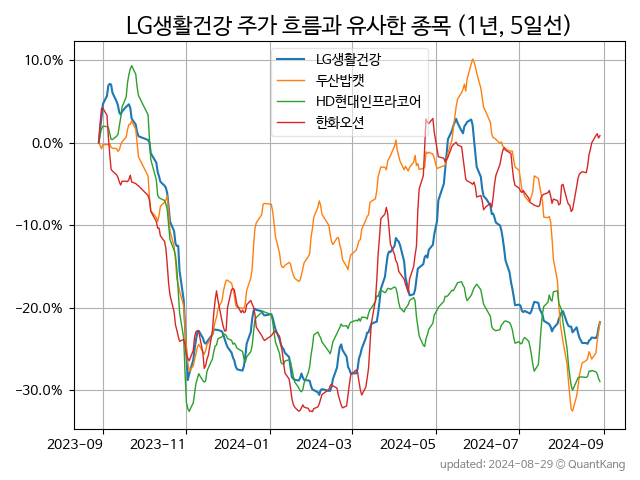 LG생활건강 주가 흐름과 유사한 종목 (1년, 5일선)
LG생활건강
두산밥캣
HD현대인프라코어
한화오션
10.0%
0.0%
-10.0%
-20.0%
-30.0%
2023-09 2023-11 2024-01 2024-03 2024-05 2024-07 2024-09
updated: 2024-08-29 © QuantKang